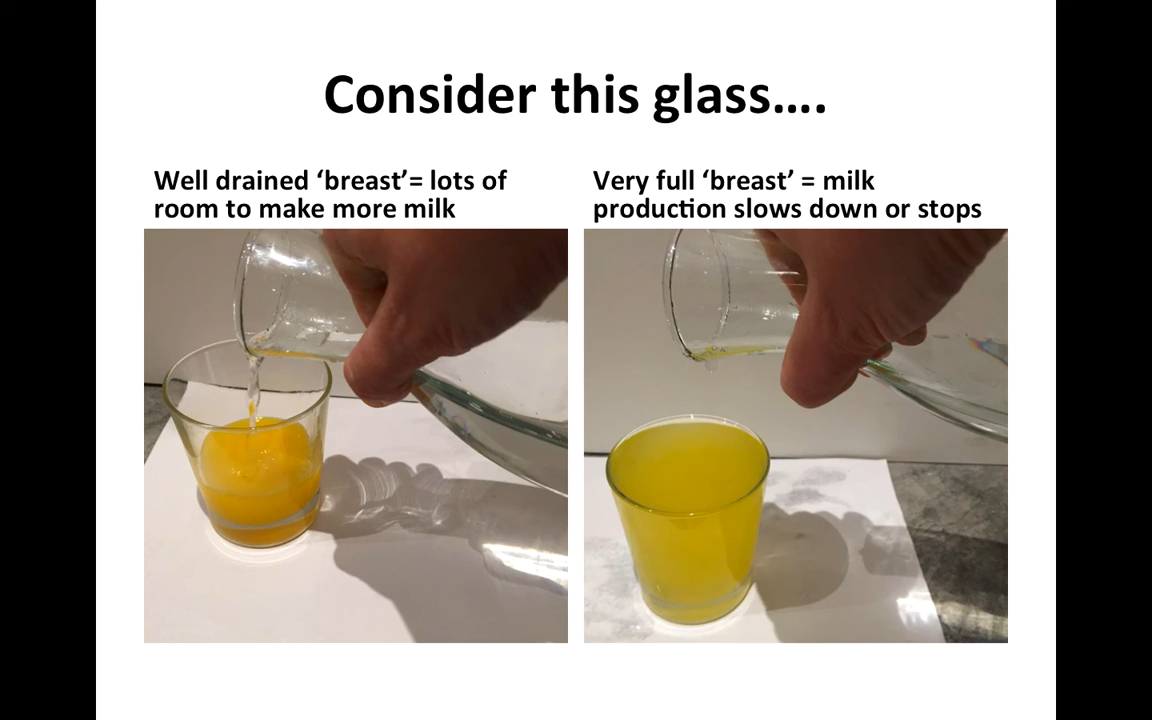 Consider this glass….
Well drained ‘breast’= lots of
room to make more milk
Very full ‘breast’ = milk
production slows down or stops